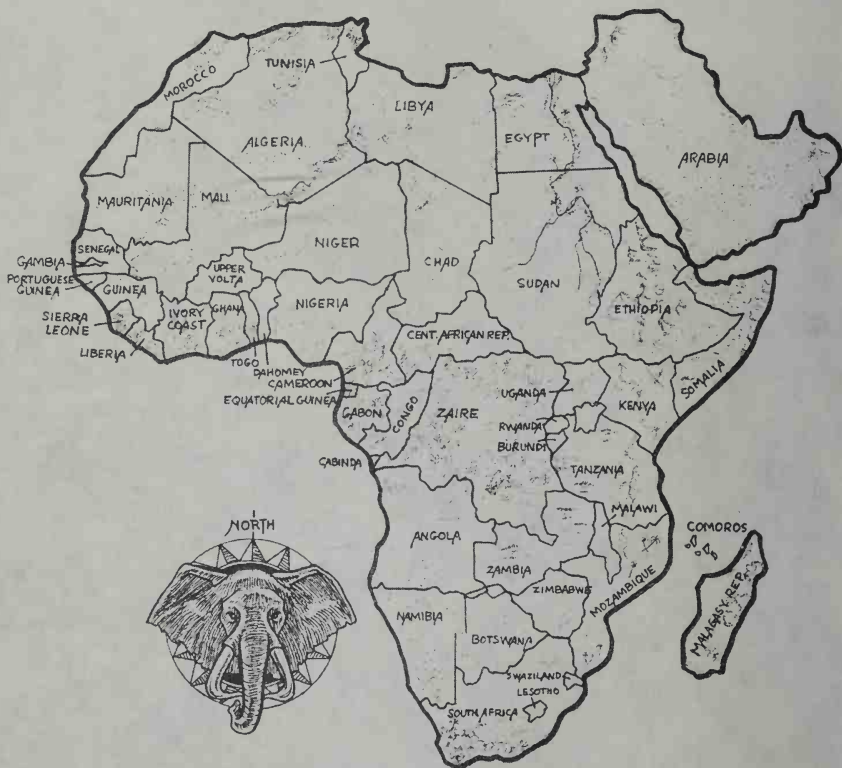 TUNISIA
MOROCCO
LIBYA
ALGERIA
EGYPT
ARABIA
MAURITANIA
MALI
NIGER
CHAD
SUDAN
SENEGAL
GAMBIA
PORTUGUESE
GUINEA
GUINEA
UPPER
VOLTA
NIGERIA
ETHIOPIA
SIERRA
LEONE
IVORY
COAST
GHANA
LIBERIA
CENT. AFRICAN REP.
TOGO
DAHOMEY
CAMEROON
EQUATORIAL GUINEA
GABON
CONGO
ZAIRE
UGANDA
KENYA
SOMALIA
RWANDA
BURUNDI
CABINDA
TANZANIA
MALAWI
NORTH
ANGOLA
COMOROS
ZAMBIA
ZIMBABWE
MOZAMBIQUE
MALAGASY REP.
NAMIBIA
BOTSWANA
SWAZILAND
LESOTHO
SOUTH AFRICA